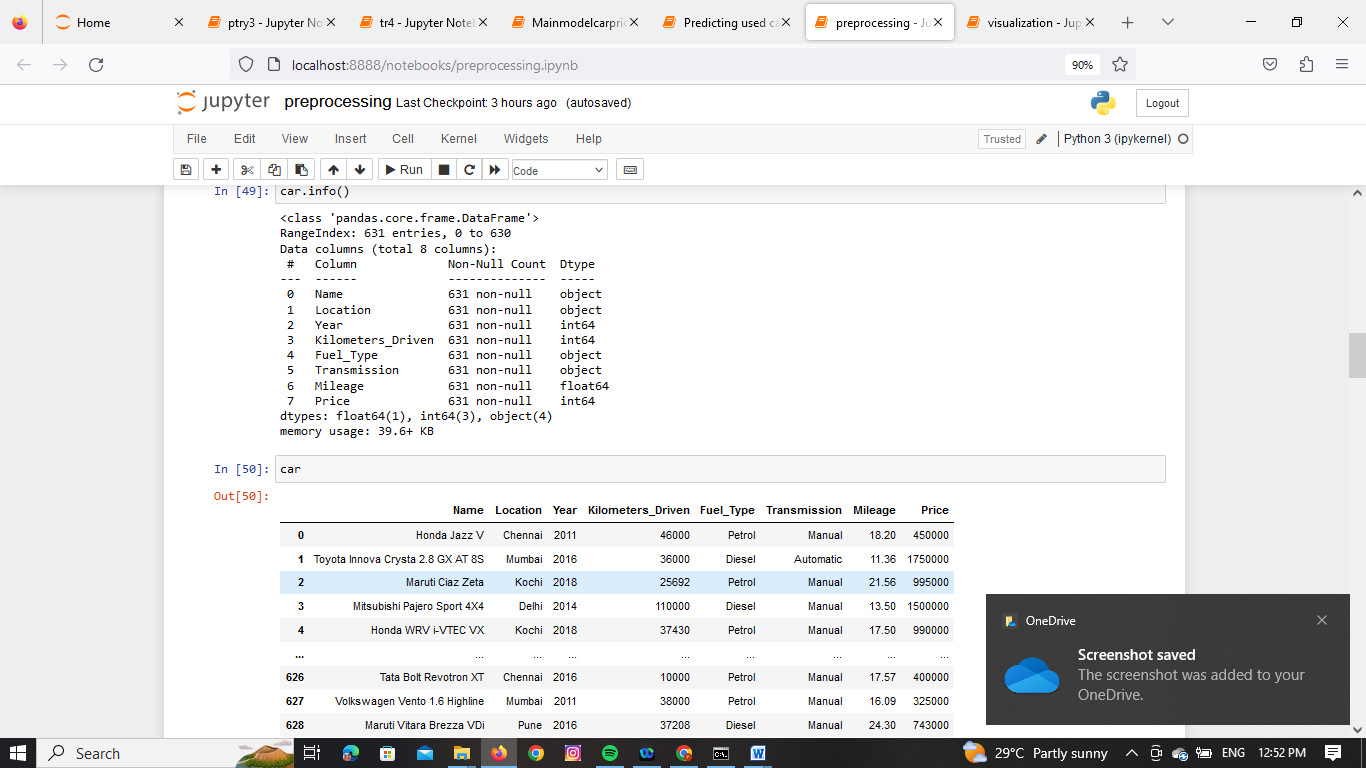 Home
ptry3 - Jupyter No
tr4 - Jupyter Note
Mainmodelcarpric
Predicting used ca
preprocessing - Ju
visualization - Jup
localhost:8888/notebooks/preprocessing.ipynb
90%
jupyter preprocessing Last Checkpoint: 3 hours ago (autosaved)
Logout
File Edit View Insert Cell Kernel Widgets Help
Trusted
Python 3 (ipykernel)
Run
Code
In [49]: car.info()
<class 'pandas.core.frame.DataFrame'>
RangeIndex: 631 entries, 0 to 630
Data columns (total 8 columns):
# Column Non-Null Count Dtype
--- ------ -------------- -----
0 Name 631 non-null object
1 Location 631 non-null object
2 Year 631 non-null int64
3 Kilometers_Driven 631 non-null int64
4 Fuel_Type 631 non-null object
5 Transmission 631 non-null object
6 Mileage 631 non-null float64
7 Price 631 non-null int64
dtypes: float64(1), int64(3), object(4)
memory usage: 39.6+ KB
In [50]: car
Out[50]:
Name Location Year Kilometers_Driven Fuel_Type Transmission Mileage Price
0 Honda Jazz V Chennai 2011 46000 Petrol Manual 18.20 450000
1 Toyota Innova Crysta 2.8 GX AT 8S Mumbai 2016 36000 Diesel Automatic 11.36 1750000
2 Maruti Ciaz Zeta Kochi 2018 25692 Petrol Manual 21.56 995000
3 Mitsubishi Pajero Sport 4X4 Delhi 2014 110000 Diesel Manual 13.50 1500000
4 Honda WRV i-VTEC VX Kochi 2018 37430 Petrol Manual 17.50 990000
... ... ... ... ... ... ... ... ...
626 Tata Bolt Revotron XT Chennai 2016 10000 Petrol Manual 17.57 400000
627 Volkswagen Vento 1.6 Highline Mumbai 2011 38000 Petrol Manual 16.09 325000
628 Maruti Vitara Brezza VDi Pune 2016 37208 Diesel Manual 24.30 743000
OneDrive
Screenshot saved
The screenshot was added to your
OneDrive.
Search
29°C Partly sunny
ENG
12:52 PM